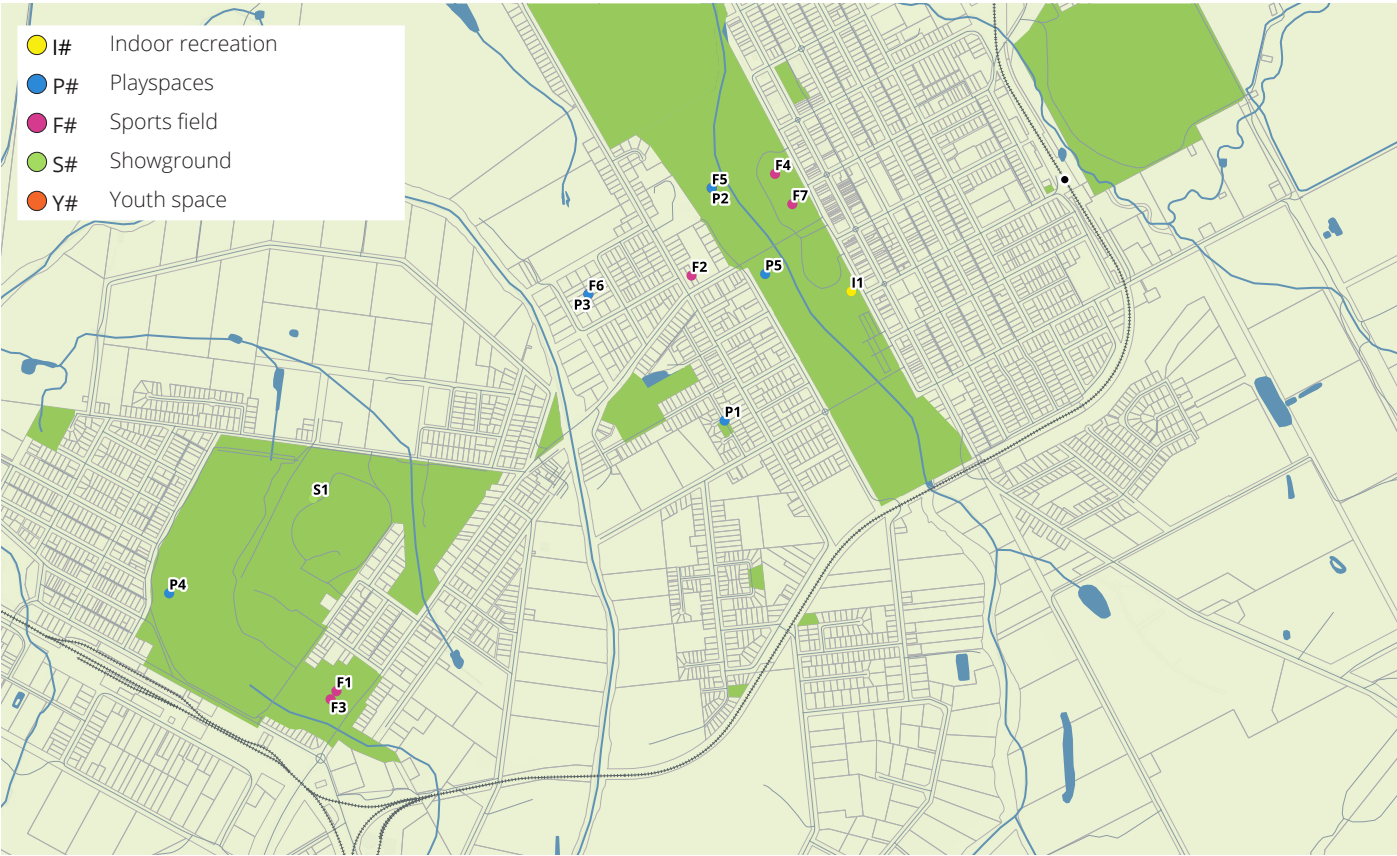 I# Indoor recreation
P# Playspaces
F# Sports field
S# Showground
Y# Youth space
F4
F5
P2
F7
F2
P5
I1
F6
P3
P1
S1
P4
F1
F3